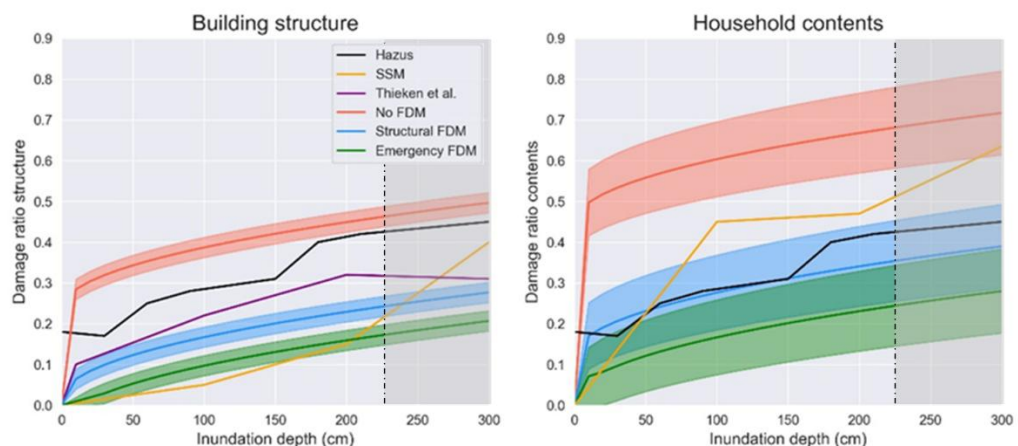 Building structure
Household contents
0.9
0.8
0.7
0.6
0.5
0.4
0.3
0.2
0.1
0.0
Damage ratio structure
Hazus
SSM
Thieken et al.
No FDM
Structural FDM
Emergency FDM
0 50 100 150 200 250 300
Inundation depth (cm)
0.9
0.8
0.7
0.6
0.5
0.4
0.3
0.2
0.1
0.0
Damage ratio contents
0 50 100 150 200 250 300
Inundation depth (cm)